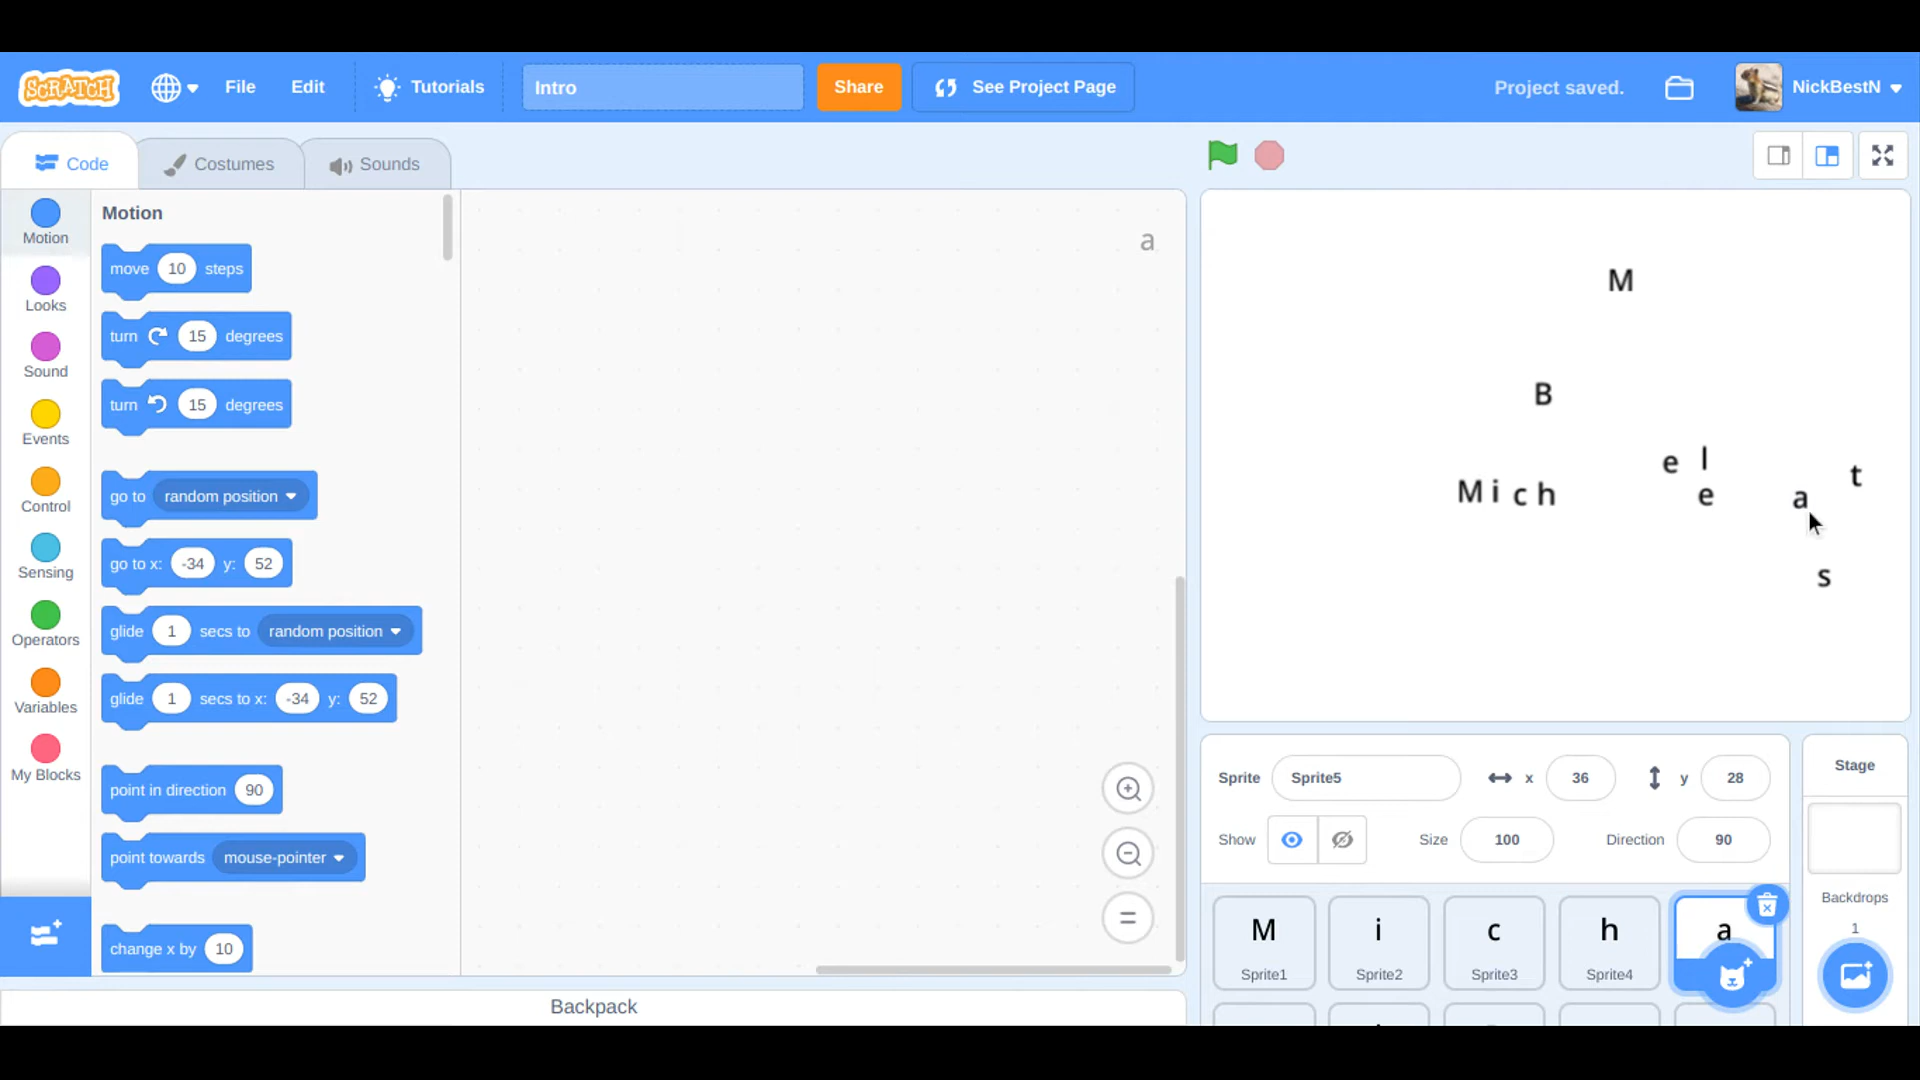 SCRATCH File Edit Tutorials Intro Share See Project Page Project saved. NickBestN
Code Costumes Sounds
Motion
Looks
Sound
Events
Control
Sensing
Operators
Variables
My Blocks
Motion
move 10 steps
turn 15 degrees
turn 15 degrees
go to random position
go to x: -34 y: 52
glide 1 secs to random position
glide 1 secs to x: -34 y: 52
point in direction 90
point towards mouse-pointer
change x by 10
a
Backpack
M
B
e l
t
M i c h e a
s
Sprite Sprite5 x 36 y 28
Show Size 100 Direction 90
M i c h a
Sprite1 Sprite2 Sprite3 Sprite4
Stage
Backdrops
1